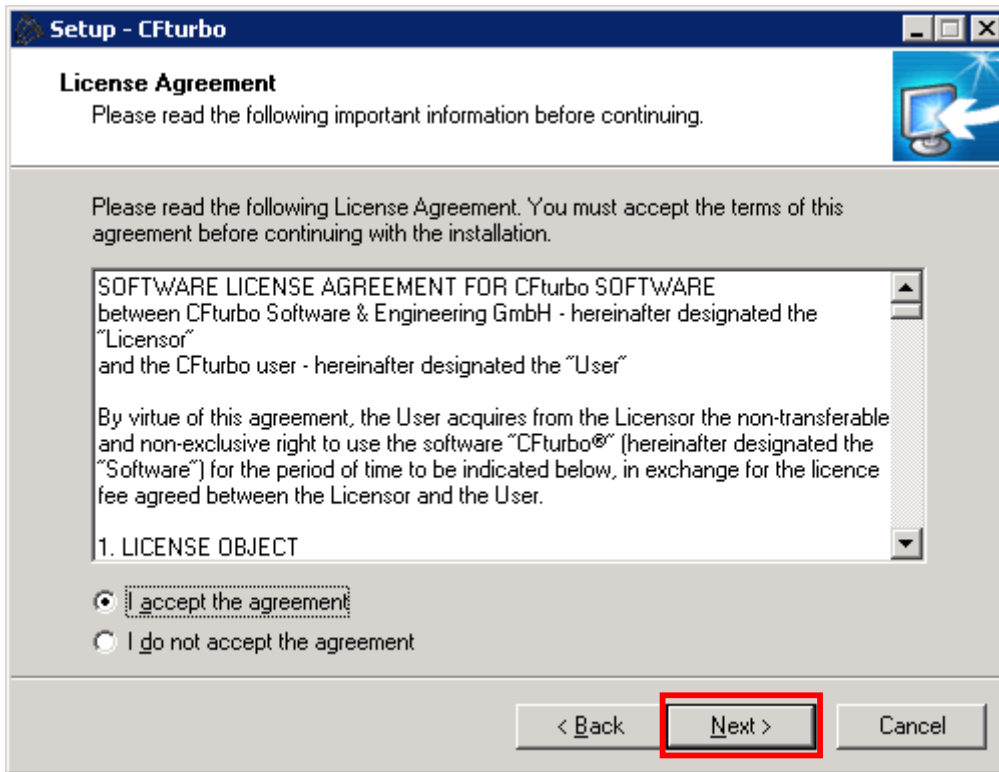 Setup - CFturbo
License Agreement
Please read the following important information before continuing.
Please read the following License Agreement. You must accept the terms of this
agreement before continuing with the installation.
SOFTWARE LICENSE AGREEMENT FOR CFturbo SOFTWARE
between CFturbo Software & Engineering GmbH - hereinafter designated the
"Licensor"
and the CFturbo user - hereinafter designated the "User"
By virtue of this agreement, the User acquires from the Licensor the non-transferable
and non-exclusive right to use the software "CFturbo®" (hereinafter designated the
"Software") for the period of time to be indicated below, in exchange for the licence
fee agreed between the Licensor and the User.
1. LICENSE OBJECT
I accept the agreement
I do not accept the agreement
< Back
Next >
Cancel